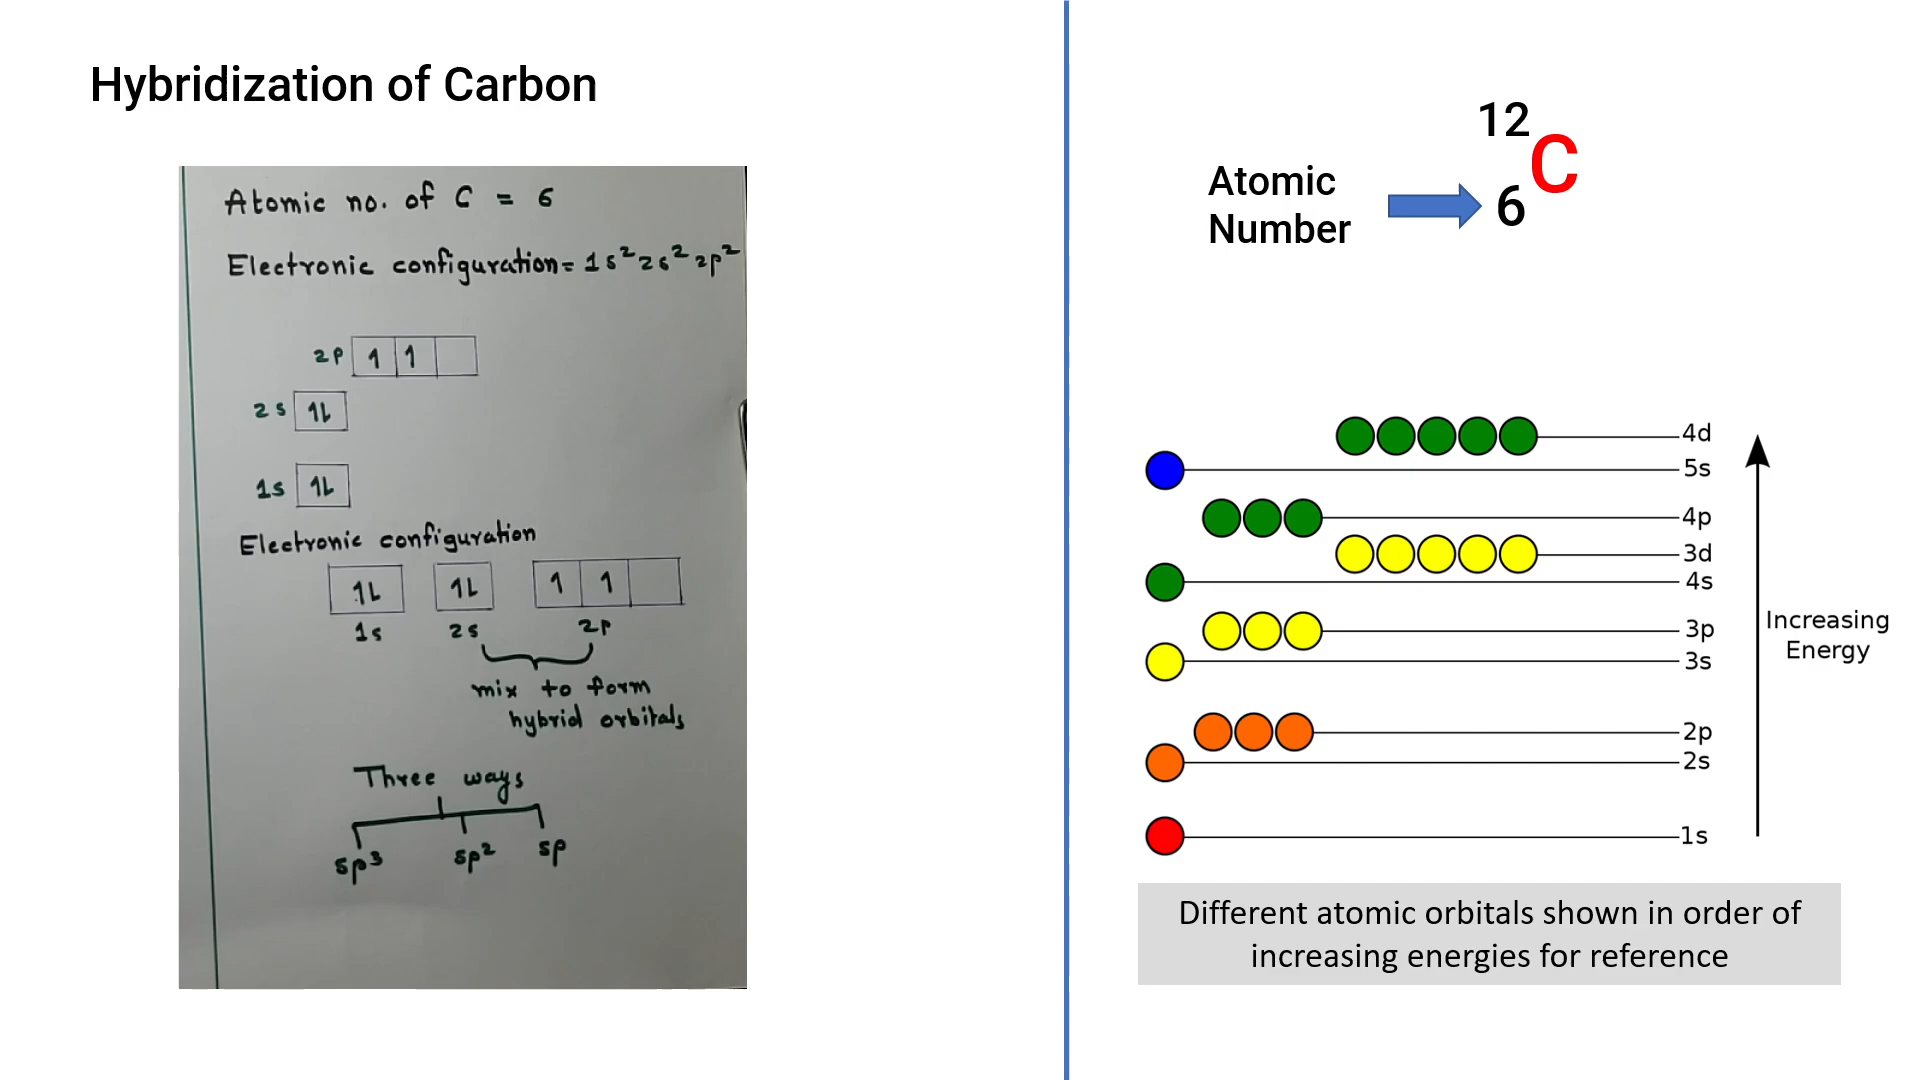 Hybridization of Carbon
Atomic no. of C = 6
Electronic configuration = 1s² 2s² 2p²
2p 1 1
2s 1L
1s 1L
Electronic configuration
1L 1L 1 1
1s 2s 2p
mix to form
hybrid orbitals
Three ways
sp³ sp² sp
12
C
6
Atomic
Number
4d
5s
4p
3d
4s
3p
3s
2p
2s
1s
Increasing
Energy
Different atomic orbitals shown in order of
increasing energies for reference